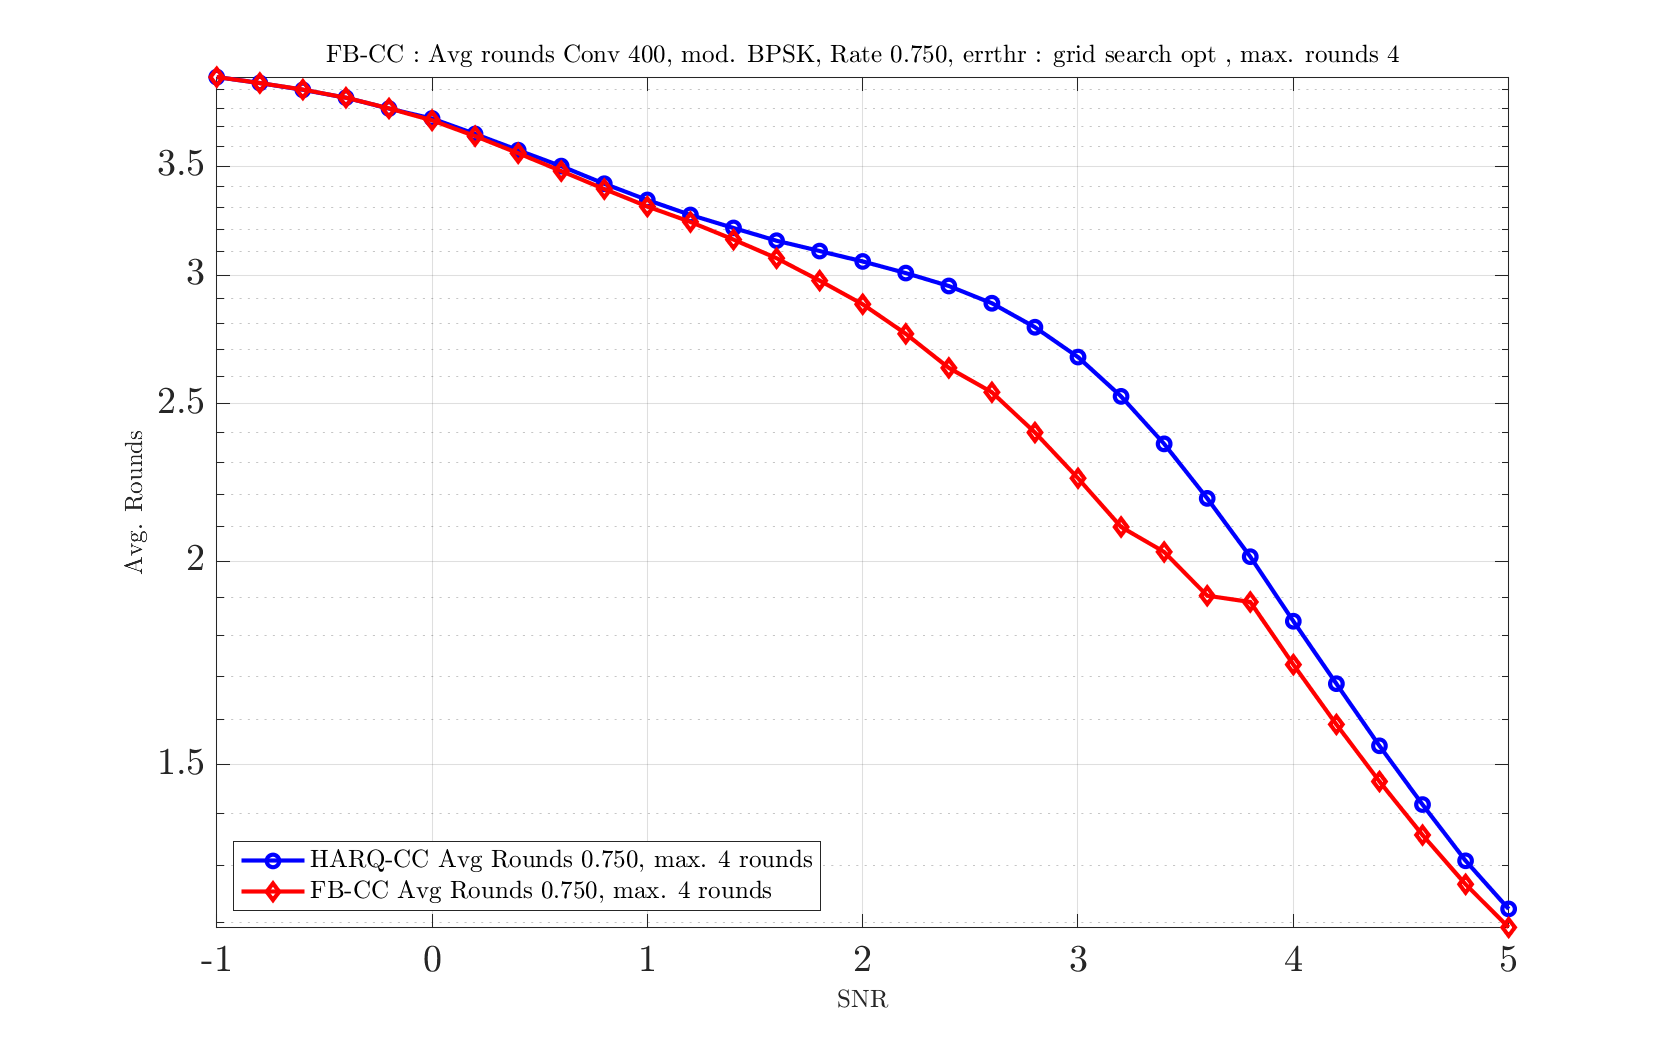 FB-CC : Avg rounds Conv 400, mod. BPSK, Rate 0.750, errthr : grid search opt , max. rounds 4
3.5
3
2.5
2
1.5
Avg. Rounds
HARQ-CC Avg Rounds 0.750, max. 4 rounds
FB-CC Avg Rounds 0.750, max. 4 rounds
-1 0 1 2 3 4 5
SNR